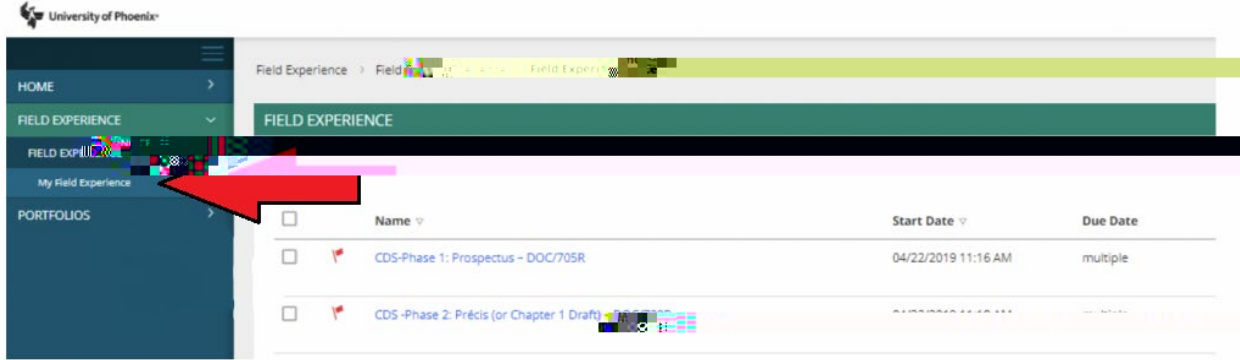 University of Phoenix
HOME
FIELD EXPERIENCE
FIELD
My Field Experience
PORTFOLIOS
Field Experience > Field
FIELD EXPERIENCE
Name Start Date Due Date
CDS-Phase 1: Prospectus – DOC/705R 04/22/2019 11:16 AM multiple
CDS -Phase 2: Précis (or Chapter 1 Draft)